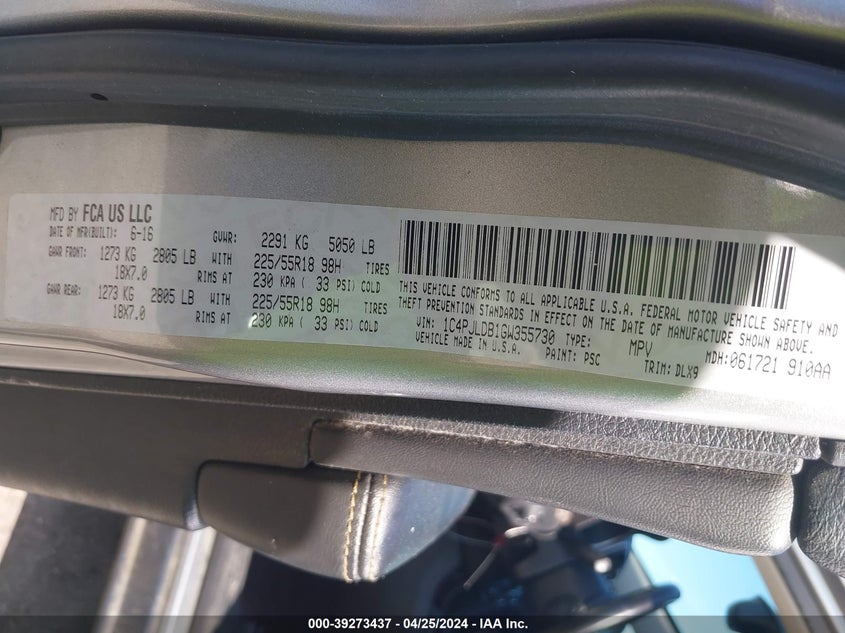 MFD BY FCA US LLC
DATE OF MFR(BUILT): 6-16 GVWR: 2291 KG 5050 LB
GAWR FRONT: 1273 KG 2805 LB WITH 225/55R18 98H TIRES
18X7.0 RIMS AT 230 KPA ( 33 PSI) COLD
GAWR REAR: 1273 KG 2805 LB WITH 225/55R18 98H TIRES
18X7.0 RIMS AT 230 KPA ( 33 PSI) COLD
THIS VEHICLE CONFORMS TO ALL APPLICABLE U.S.A. FEDERAL MOTOR VEHICLE SAFETY AND
THEFT PREVENTION STANDARDS IN EFFECT ON THE DATE OF MANUFACTURE SHOWN ABOVE.
VIN: 1C4PJLDB1GW355730 TYPE: MPV MDH:061721 910AA
VEHICLE MADE IN U.S.A. PAINT: PSC TRIM: DLX9
000-39273437 - 04/25/2024 - IAA Inc.